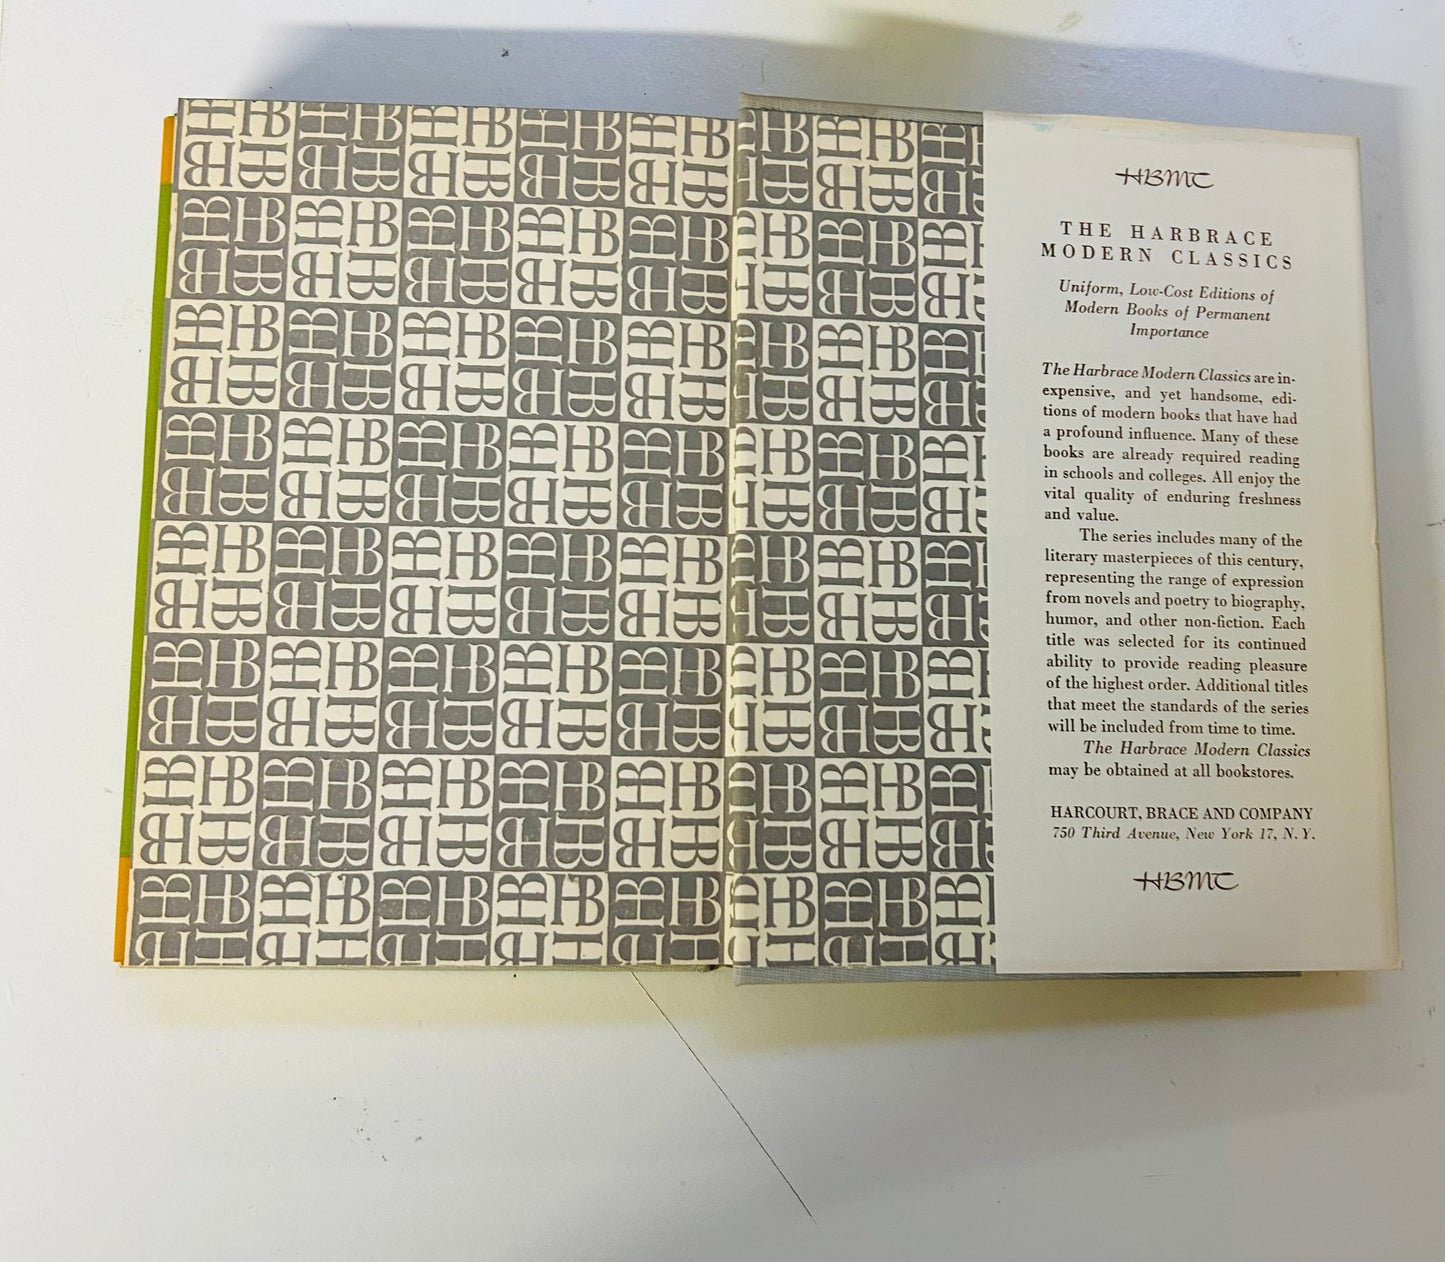 HBMC
THE HARBRACE
MODERN CLASSICS
Uniform, Low-Cost Editions of
Modern Books of Permanent
Importance
The Harbrace Modern Classics are in-
expensive, and yet handsome, edi-
tions of modern books that have had
a profound influence. Many of these
books are already required reading
in schools and colleges. All enjoy the
vital quality of enduring freshness
and value.
The series includes many of the
literary masterpieces of this century,
representing the range of expression
from novels and poetry to biography,
humor, and other non-fiction. Each
title was selected for its continued
ability to provide reading pleasure
of the highest order. Additional titles
that meet the standards of the series
will be included from time to time.
The Harbrace Modern Classics
may be obtained at all bookstores.
HARCOURT, BRACE AND COMPANY
750 Third Avenue, New York 17, N. Y.
HBMC